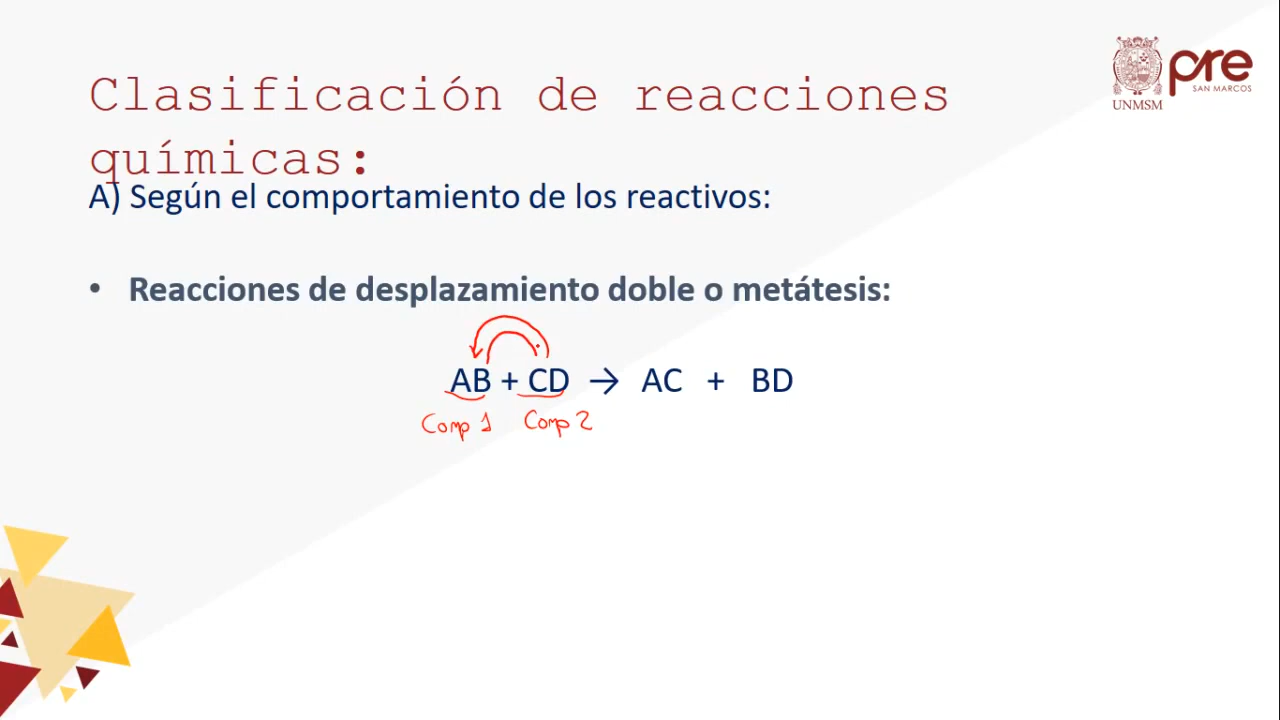 UNMSM
pre
SAN MARCOS
Clasificación de reacciones
químicas:
A) Según el comportamiento de los reactivos:
• Reacciones de desplazamiento doble o metátesis:
AB + CD → AC + BD
Comp 1 Comp 2